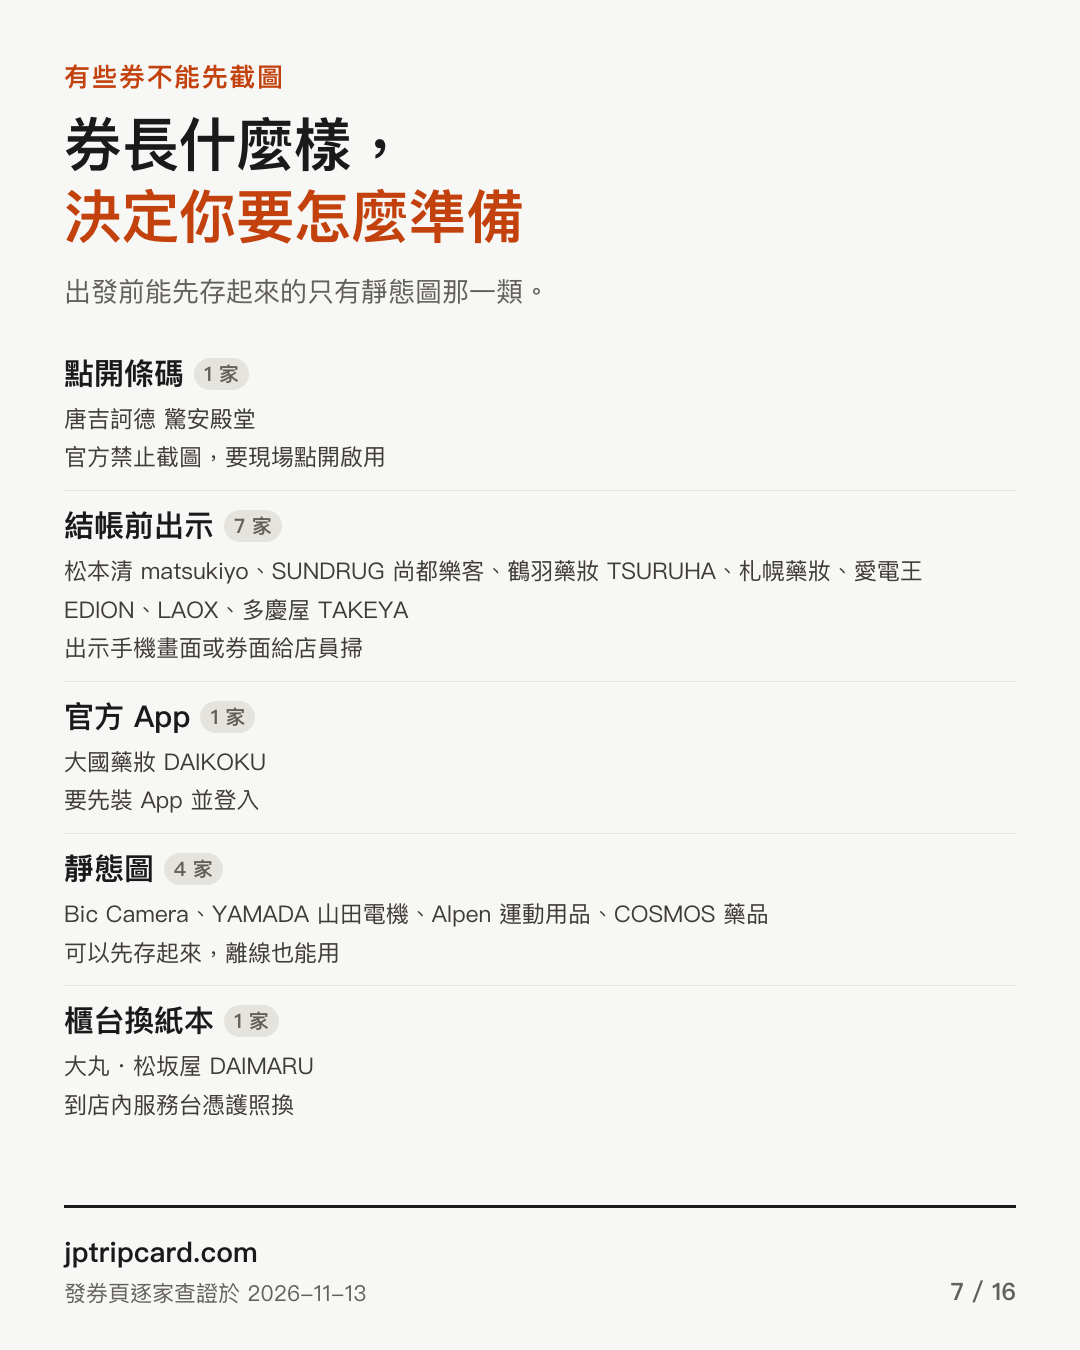 有些券不能先截圖
券長什麼樣，
決定你要怎麼準備
出發前能先存起來的只有靜態圖那一類。
點開條碼 1 家
唐吉訶德 驚安殿堂
官方禁止截圖，要現場點開啟用
結帳前出示 7 家
松本清 matsukiyo、SUNDRUG 尚都樂客、鶴羽藥妝 TSURUHA、札幌藥妝、愛電王
EDION、LAOX、多慶屋 TAKEYA
出示手機畫面或券面給店員掃
官方 App 1 家
大國藥妝 DAIKOKU
要先裝 App 並登入
靜態圖 4 家
Bic Camera、YAMADA 山田電機、Alpen 運動用品、COSMOS 藥品
可以先存起來，離線也能用
櫃台換紙本 1 家
大丸・松坂屋 DAIMARU
到店內服務台憑護照換
jptripcard.com
發券頁逐家查證於 2026-11-13
7 / 16